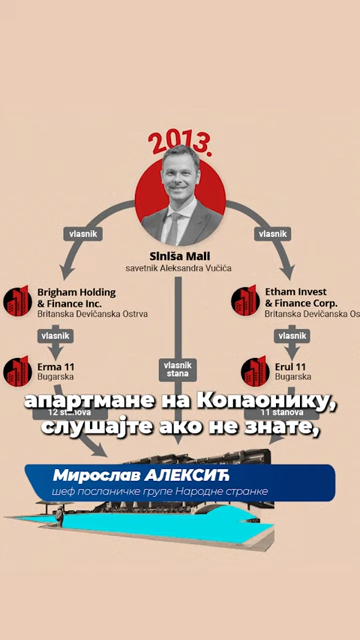 2013.
Siniša Mali
savetnik Aleksandra Vučića
vlasnik
vlasnik
Brigham Holding
& Finance Inc.
Britanska Devičanska Ostrva
Etham Invest
& Finance Corp.
Britanska Devičanska Os
vlasnik
vlasnik
Erma 11
Bugarska
vlasnik
stana
Erul 11
Bugarska
апартмане на Копаонику,
12 stanova
11 stanova
слушајте ако не знате,
Мирослав АЛЕКСИЋ
шеф посланичке групе Народне странке